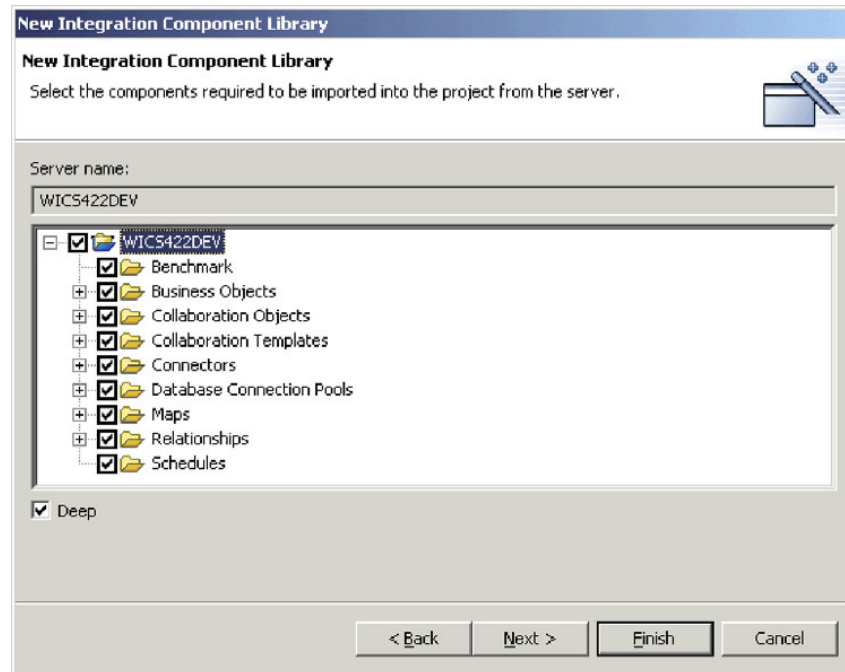 New Integration Component Library
New Integration Component Library
Select the components required to be imported into the project from the server.
Server name:
WICS422DEV
WICS422DEV
Benchmark
Business Objects
Collaboration Objects
Collaboration Templates
Connectors
Database Connection Pools
Maps
Relationships
Schedules
Deep
< Back Next > Finish Cancel